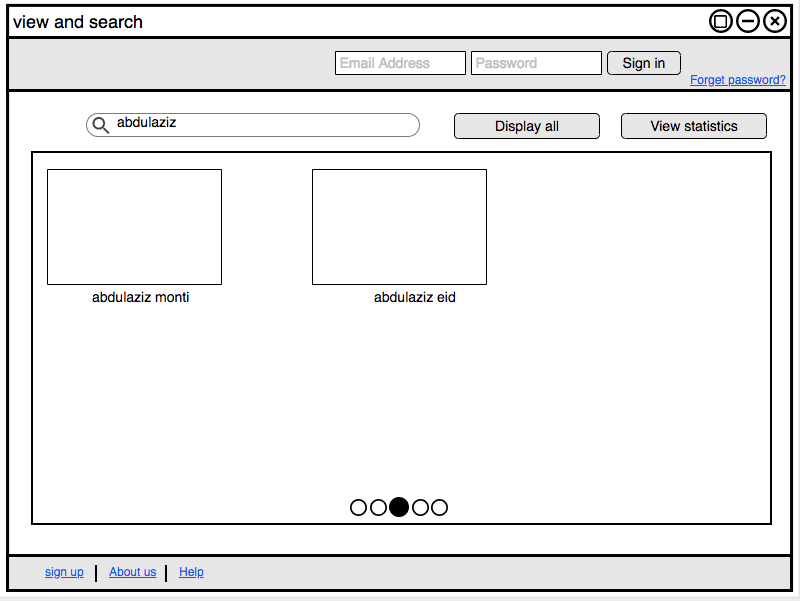 view and search
Email Address Password Sign in
Forget password?
abdulaziz Display all View statistics
abdulaziz monti abdulaziz eid
sign up About us Help